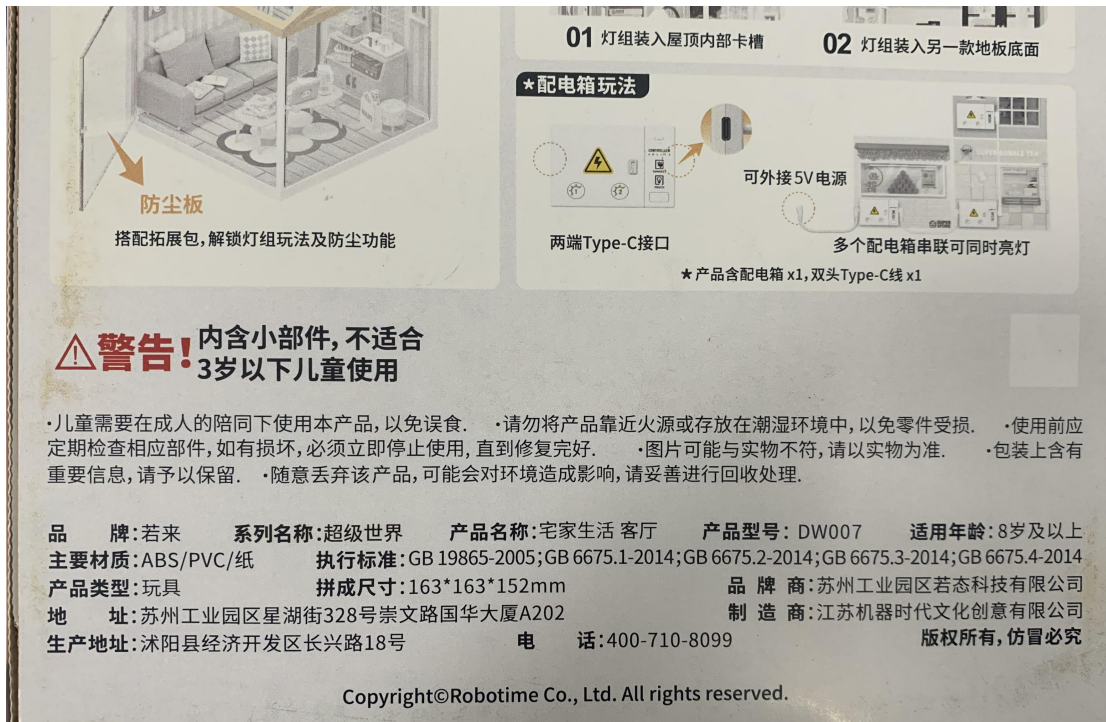 01 灯组装入屋顶内部卡槽
02 灯组装入另一款地板底面
★配电箱玩法
可外接5V电源
防尘板
搭配拓展包,解锁灯组玩法及防尘功能
两端Type-C接口
多个配电箱串联可同时亮灯
★产品含配电箱 x1,双头Type-C线 x1
警告!
内含小部件, 不适合
3岁以下儿童使用
·儿童需要在成人的陪同下使用本产品, 以免误食. ·请勿将产品靠近火源或存放在潮湿环境中, 以免零件受损. ·使用前应
定期检查相应部件, 如有损坏, 必须立即停止使用, 直到修复完好. ·图片可能与实物不符, 请以实物为准. ·包装上含有
重要信息, 请予以保留. ·随意丢弃该产品, 可能会对环境造成影响, 请妥善进行回收处理.
品 牌:若来 系列名称:超级世界 产品名称:宅家生活 客厅 产品型号: DW007 适用年龄:8岁及以上
主要材质:ABS/PVC/纸 执行标准:GB 19865-2005;GB 6675.1-2014;GB 6675.2-2014;GB 6675.3-2014;GB 6675.4-2014
产品类型:玩具 拼成尺寸:163*163*152mm 品 牌 商:苏州工业园区若态科技有限公司
地 址:苏州工业园区星湖街328号崇文路国华大厦A202 制 造 商:江苏机器时代文化创意有限公司
生产地址:沭阳县经济开发区长兴路18号 电 话:400-710-8099 版权所有, 仿冒必究
Copyright©Robotime Co., Ltd. All rights reserved.